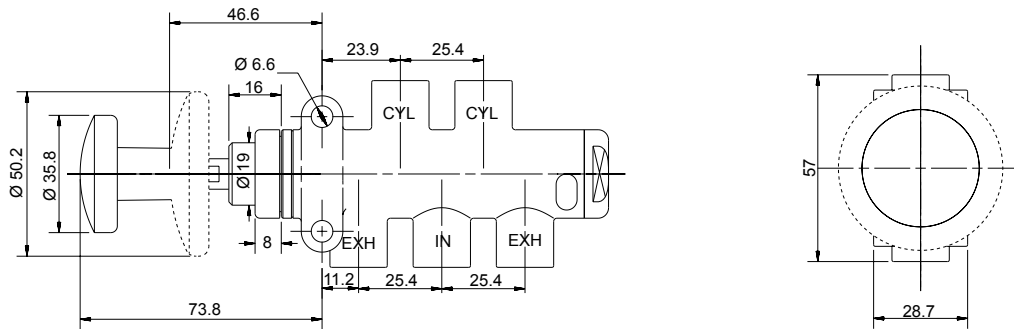 46.6
23.9
25.4
Ø 6.6
16
CYL
CYL
Ø 50.2
Ø 35.8
Ø 19
57
8
EXH
IN
EXH
11.2
25.4
25.4
73.8
28.7